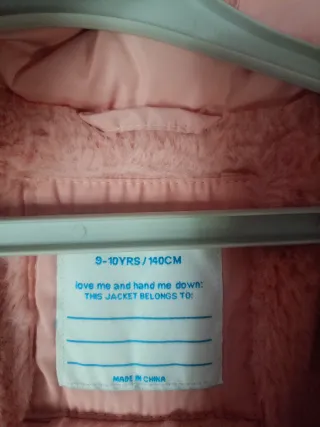 9-10YRS/140CM
love me and hand me down:
THIS JACKET BELONGS TO:
MADE IN CHINA